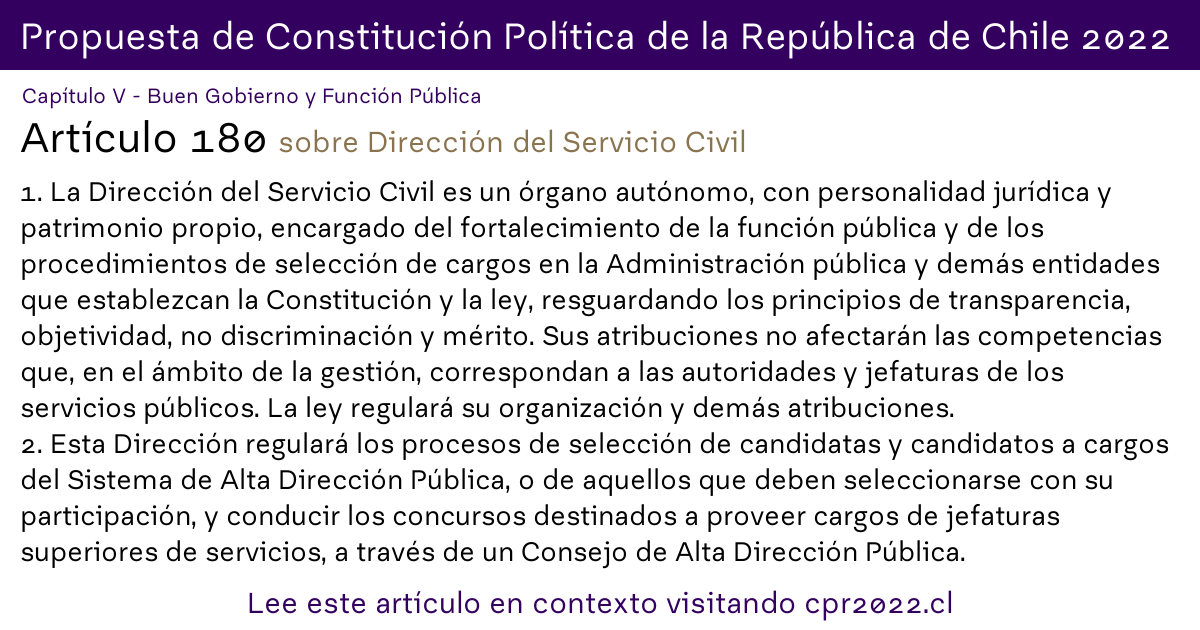 Propuesta de Constitución Política de la República de Chile 2022
Capítulo V - Buen Gobierno y Función Pública
Artículo 180 sobre Dirección del Servicio Civil
1. La Dirección del Servicio Civil es un órgano autónomo, con personalidad jurídica y
patrimonio propio, encargado del fortalecimiento de la función pública y de los
procedimientos de selección de cargos en la Administración pública y demás entidades
que establezcan la Constitución y la ley, resguardando los principios de transparencia,
objetividad, no discriminación y mérito. Sus atribuciones no afectarán las competencias
que, en el ámbito de la gestión, correspondan a las autoridades y jefaturas de los
servicios públicos. La ley regulará su organización y demás atribuciones.
2. Esta Dirección regulará los procesos de selección de candidatas y candidatos a cargos
del Sistema de Alta Dirección Pública, o de aquellos que deben seleccionarse con su
participación, y conducir los concursos destinados a proveer cargos de jefaturas
superiores de servicios, a través de un Consejo de Alta Dirección Pública.
Lee este artículo en contexto visitando cpr2022.cl